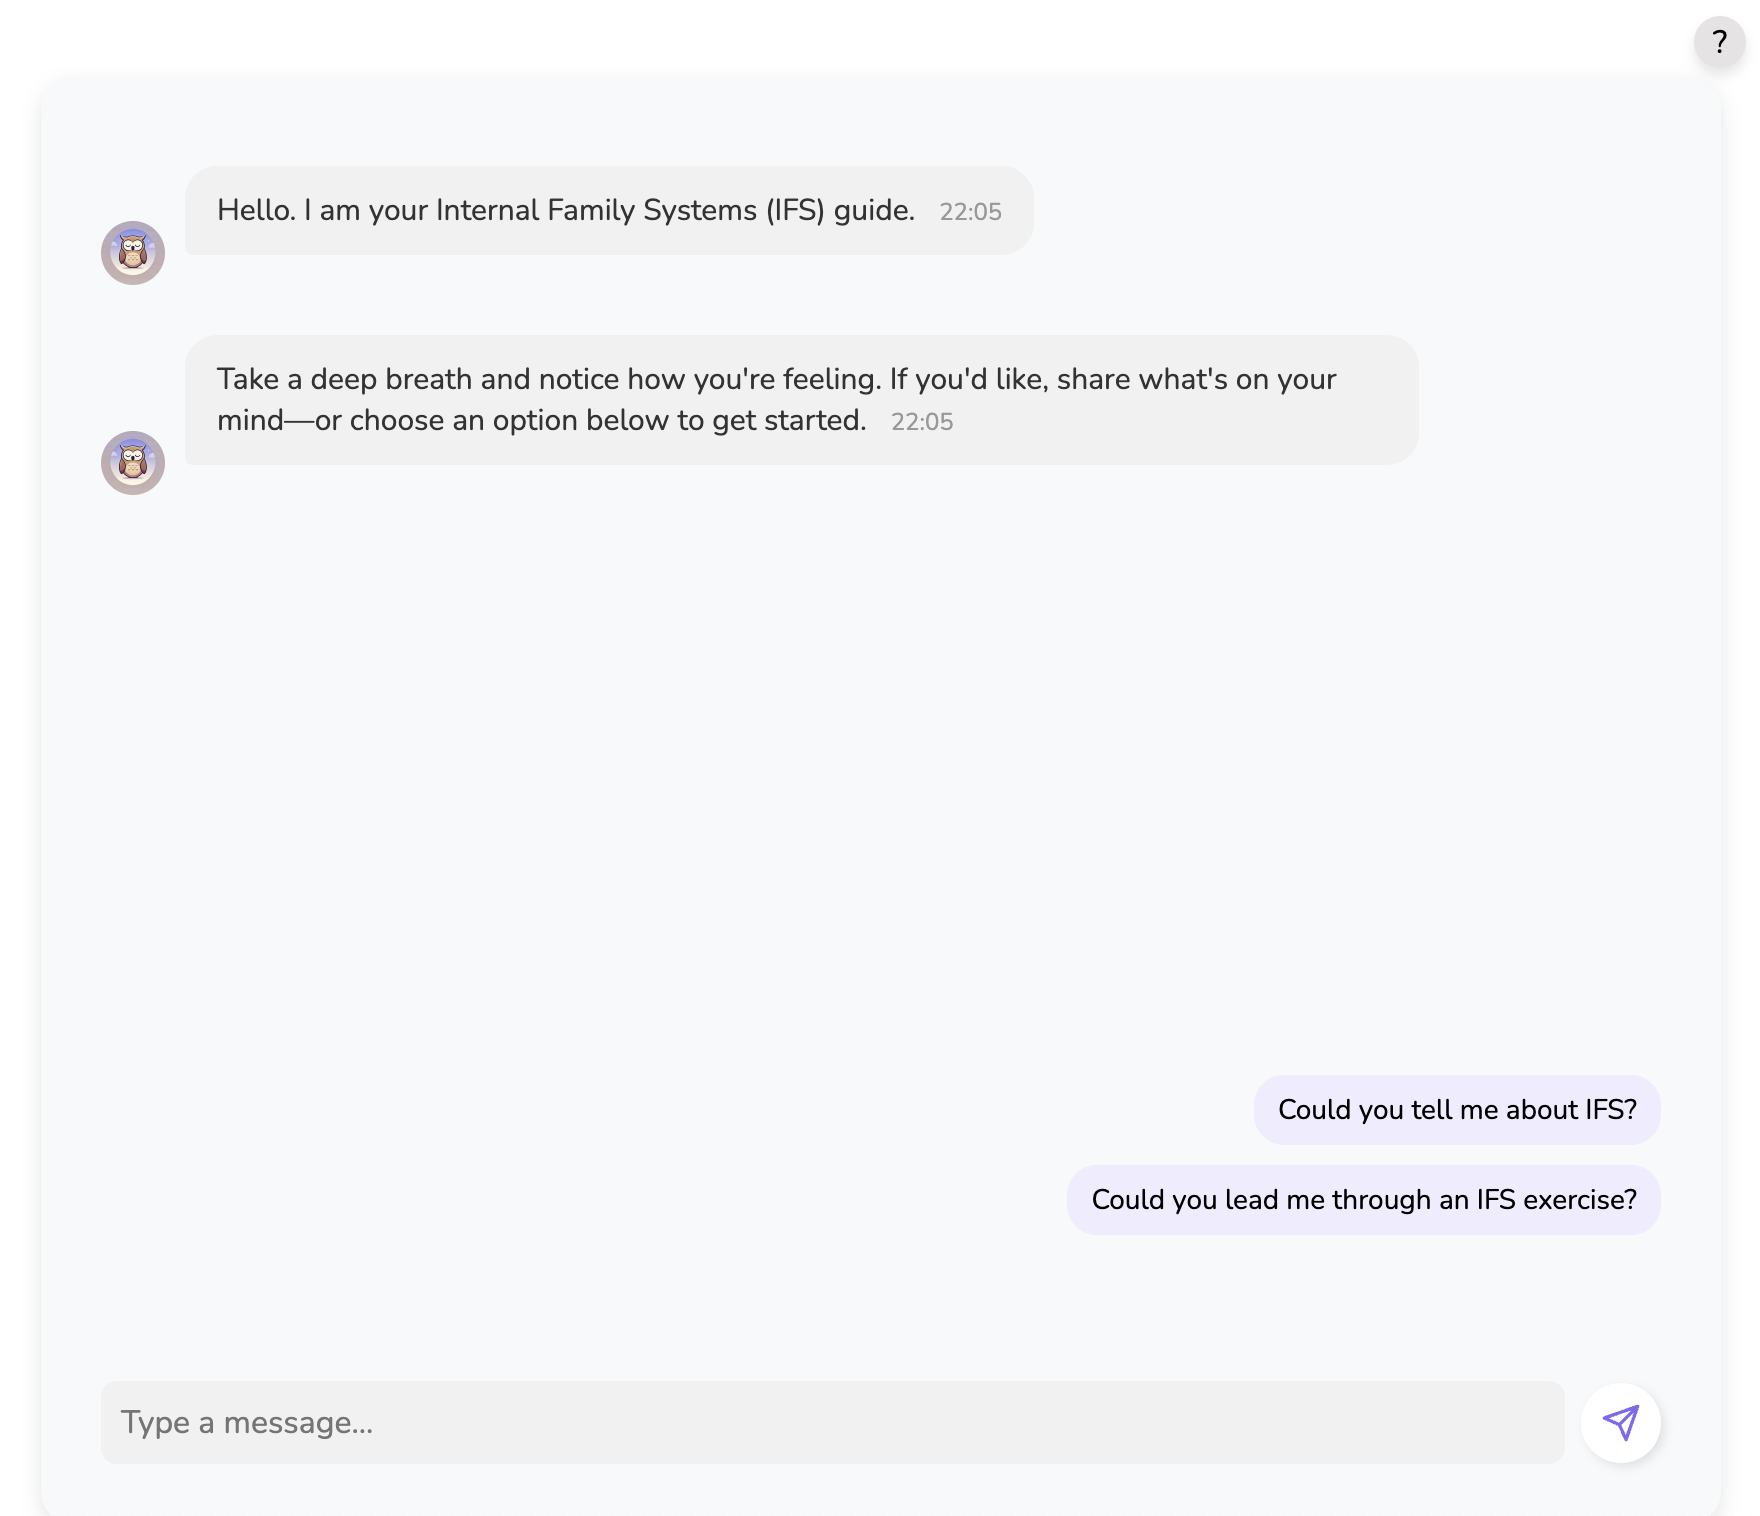 ?
Hello. I am your Internal Family Systems (IFS) guide. 22:05
Take a deep breath and notice how you're feeling. If you'd like, share what's on your
mind—or choose an option below to get started. 22:05
Could you tell me about IFS?
Could you lead me through an IFS exercise?
Type a message...